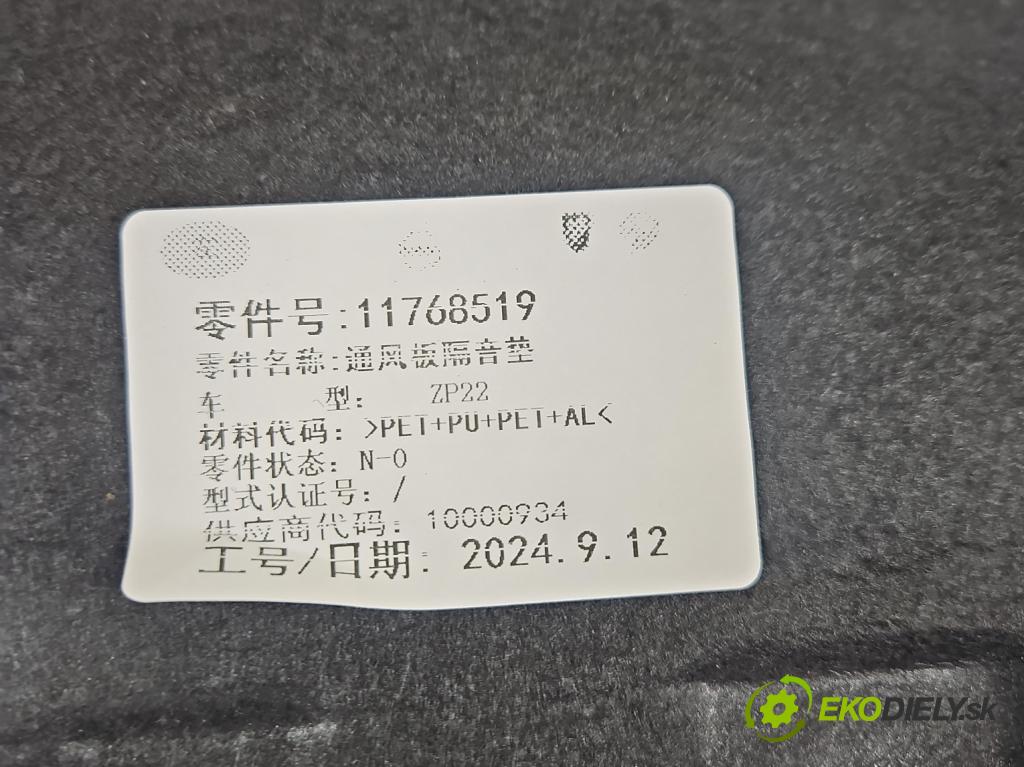 零件号:11768519
零件名称:通风板隔音垫
车 型: ZP22
材料代码: >PET+PU+PET+AL<
零件状态: N-0
型式认证号: /
供应商代码: 10000934
工号/日期: 2024.9.12
EKODIELY.sk